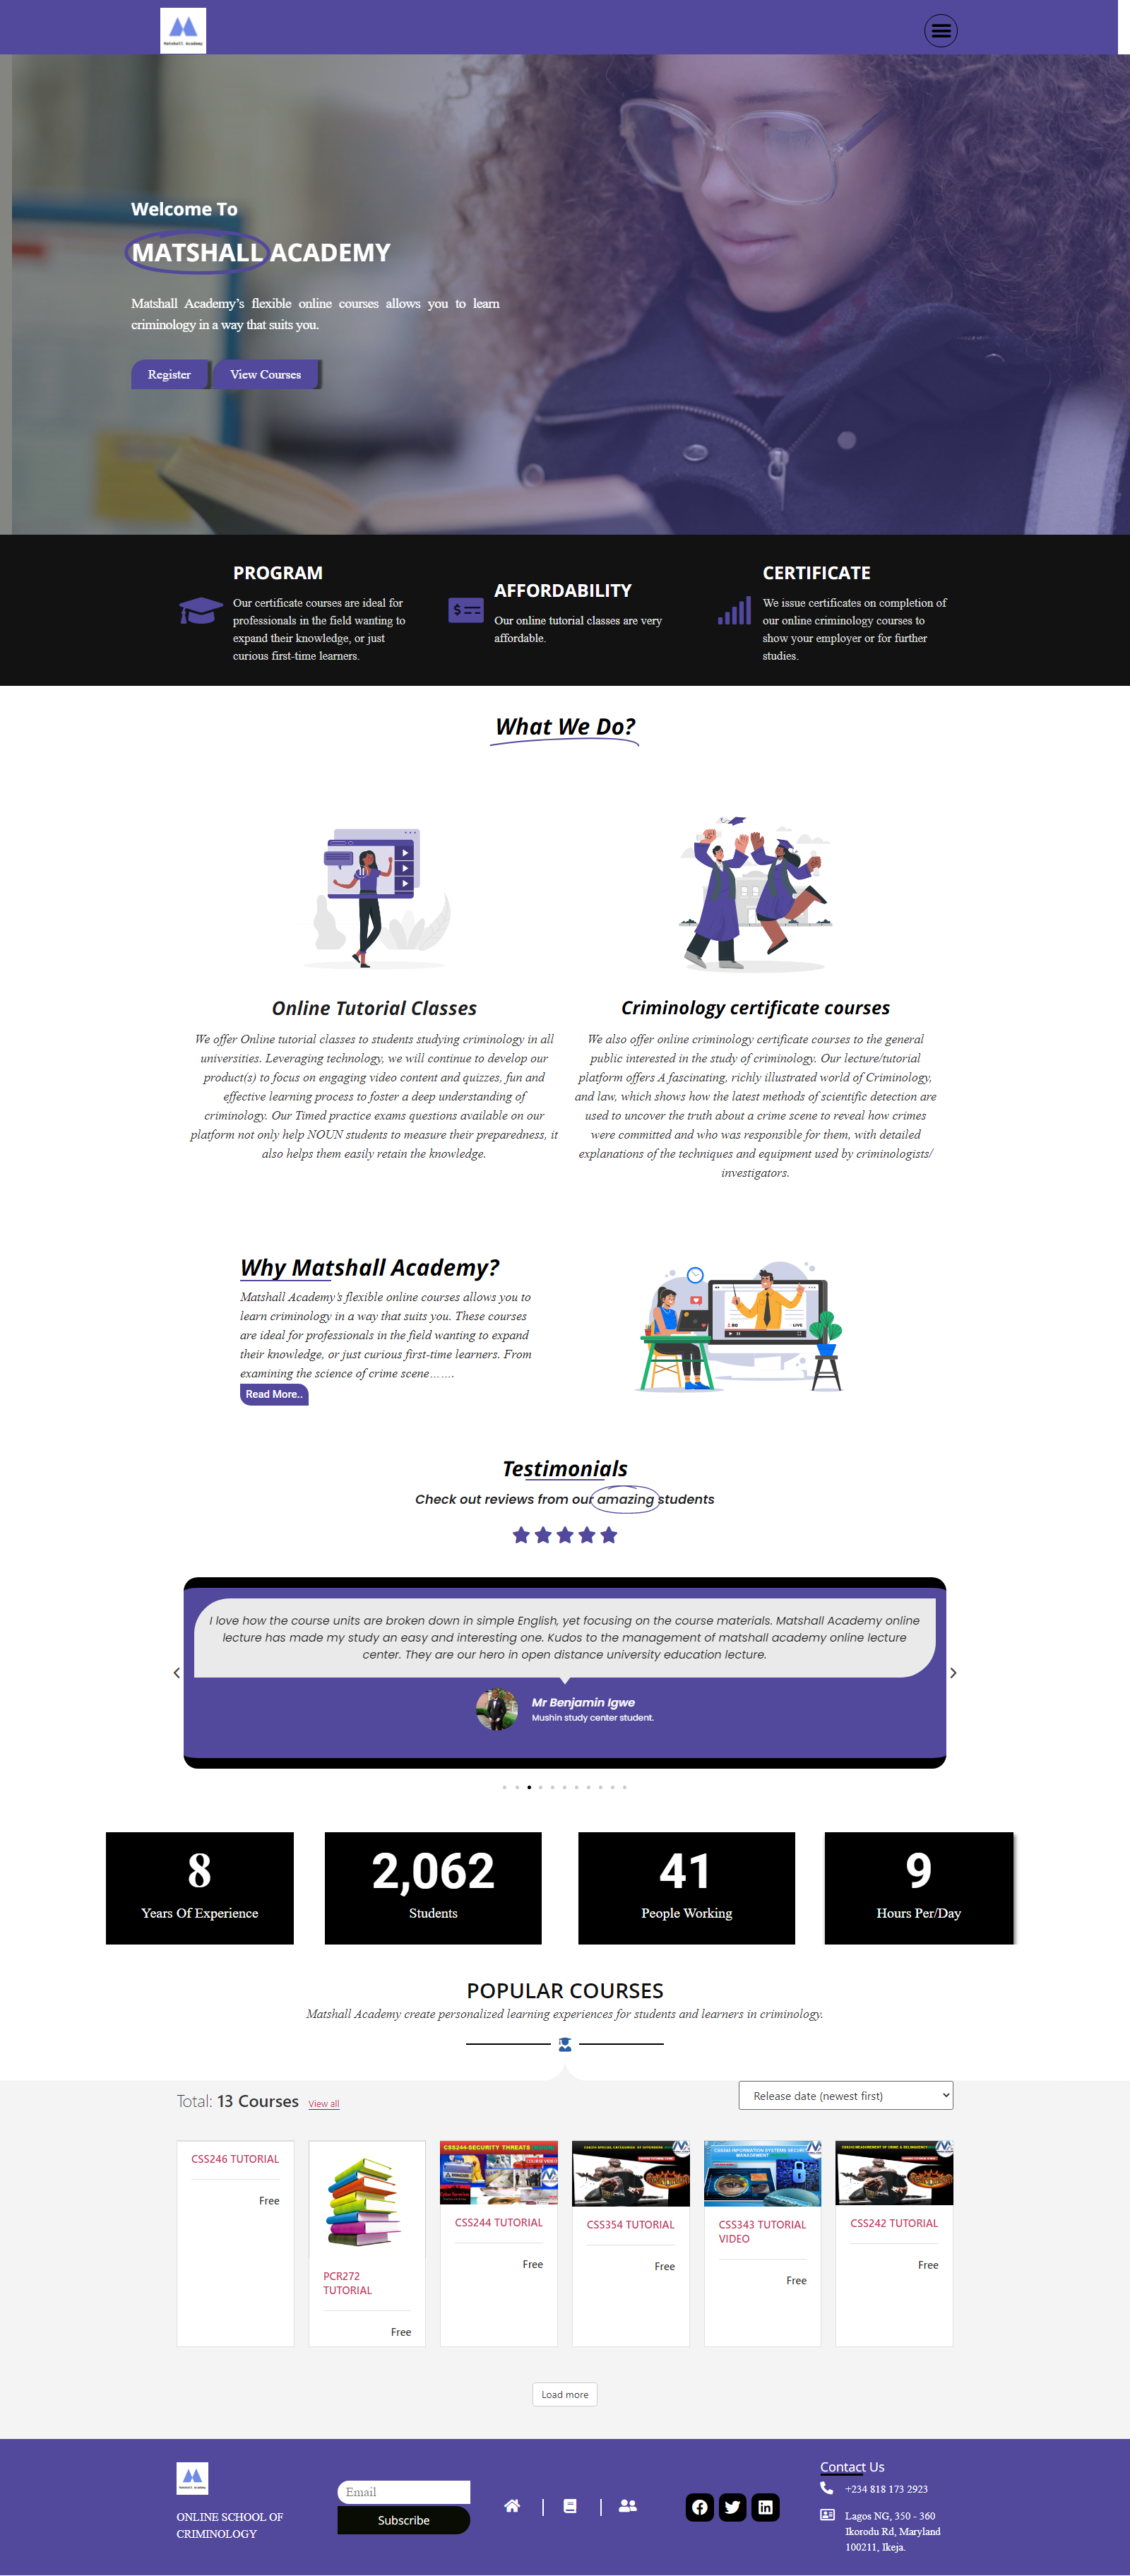 Matshall Academy
Welcome To
MATSHALL ACADEMY
Matshall Academy's flexible online courses allows you to learn
criminology in a way that suits you.
Register
View Courses
PROGRAM
Our certificate courses are ideal for
professionals in the field wanting to
expand their knowledge, or just
curious first-time learners.
AFFORDABILITY
Our online tutorial classes are very
affordable.
CERTIFICATE
We issue certificates on completion of
our online criminology courses to
show your employer or for further
studies.
What We Do?
Online Tutorial Classes
We offer Online tutorial classes to students studying criminology in all
universities. Leveraging technology, we will continue to develop our
product(s) to focus on engaging video content and quizzes, fun and
effective learning process to foster a deep understanding of
criminology. Our Timed practice exams questions available on our
platform not only help NOUN students to measure their preparedness, it
also helps them easily retain the knowledge.
Criminology certificate courses
We also offer online criminology certificate courses to the general
public interested in the study of criminology. Our lecture/tutorial
platform offers A fascinating, richly illustrated world of Criminology,
and law, which shows how the latest methods of scientific detection are
used to uncover the truth about a crime scene to reveal how crimes
were committed and who was responsible for them, with detailed
explanations of the techniques and equipment used by criminologists/
investigators.
Why Matshall Academy?
Matshall Academy's flexible online courses allows you to
learn criminology in a way that suits you. These courses
are ideal for professionals in the field wanting to expand
their knowledge, or just curious first-time learners. From
examining the science of crime scene…….
Read More..
LIVE
Testimonials
Check out reviews from our amazing students
I love how the course units are broken down in simple English, yet focusing on the course materials. Matshall Academy online
lecture has made my study an easy and interesting one. Kudos to the management of matshall academy online lecture
center. They are our hero in open distance university education lecture.
Mr Benjamin Igwe
Mushin study center student.
8
Years Of Experience
2,062
Students
41
People Working
9
Hours Per/Day
POPULAR COURSES
Matshall Academy create personalized learning experiences for students and learners in criminology.
Total: 13 Courses
View all
Release date (newest first)
CSS246 TUTORIAL
Free
PCR272
TUTORIAL
Free
CSS244-SECURITY THREATS
COURSE VIDEO
CSS244 TUTORIAL
Free
CSS354 TUTORIAL
Free
CSS343 INFORMATION SYSTEMS SECURITY
MANAGEMENT
CSS343 TUTORIAL
VIDEO
Free
CSS242 MEASUREMENT OF CRIME & DELINQUENCY
CSS242 TUTORIAL
Free
Load more
Matshall Academy
ONLINE SCHOOL OF
CRIMINOLOGY
Email
Subscribe
Contact Us
+234 818 173 2923
Lagos NG, 350 - 360
Ikorodu Rd, Maryland
100211, Ikeja.